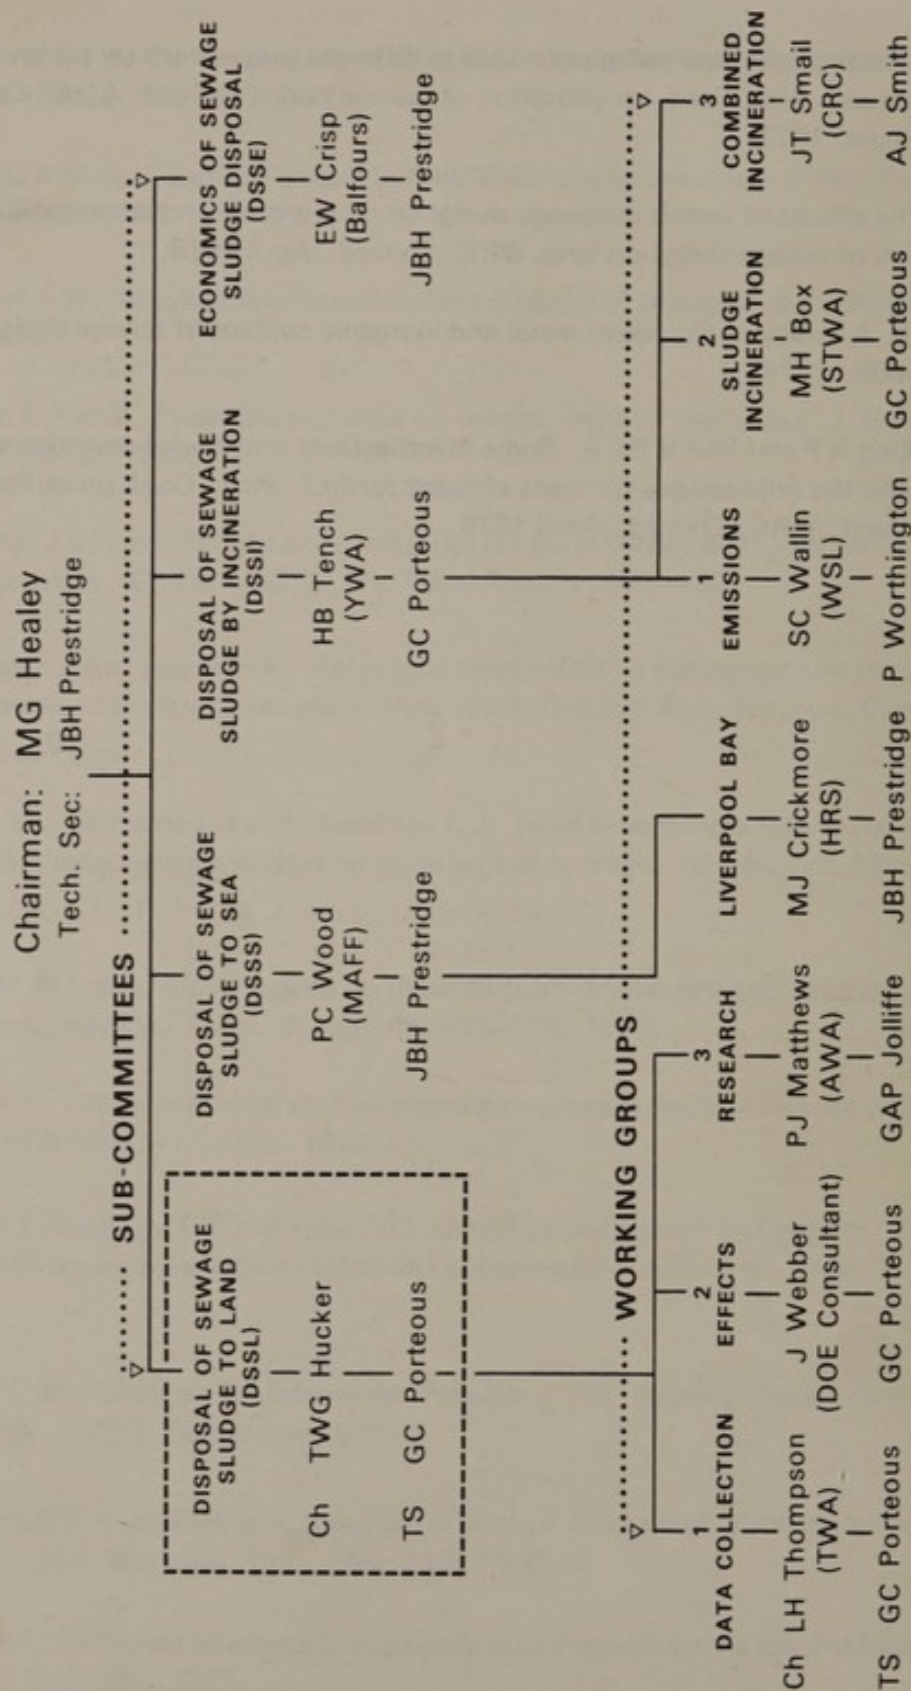 Chairman: MG Healey
Tech. Sec: JBH Prestridge
SUB-COMMITTEES
DISPOSAL OF SEWAGE
SLUDGE TO LAND
(DSSL)
Ch TWG Hucker
TS GC Porteous
DISPOSAL OF SEWAGE
SLUDGE TO SEA
(DSSS)
PC Wood
(MAFF)
JBH Prestridge
DISPOSAL OF SEWAGE
SLUDGE BY INCINERATION
(DSSI)
HB Tench
(YWA)
GC Porteous
ECONOMICS OF SEWAGE
SLUDGE DISPOSAL
(DSSE)
EW Crisp
(Balfours)
JBH Prestridge
WORKING GROUPS
1
DATA COLLECTION
Ch LH Thompson
(TWA)
TS GC Porteous
2
EFFECTS
J Webber
(DOE Consultant)
GC Porteous
3
RESEARCH
PJ Matthews
(AWA)
GAP Jolliffe
LIVERPOOL BAY
MJ Crickmore
(HRS)
JBH Prestridge
1
EMISSIONS
SC Wallin
(WSL)
P Worthington
2
SLUDGE
INCINERATION
MH Box
(STWA)
GC Porteous
3
COMBINED
INCINERATION
JT Smail
(CRC)
AJ Smith